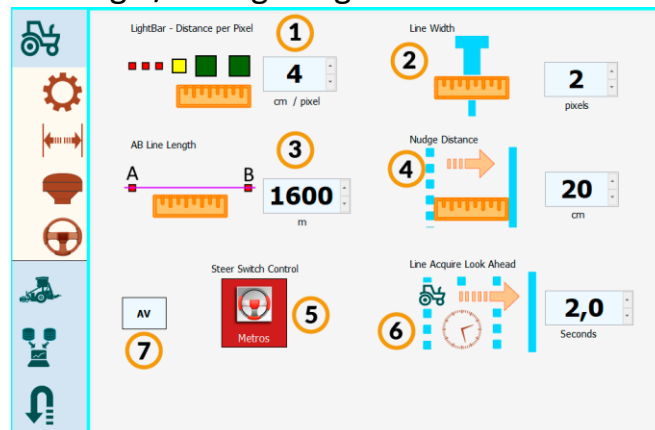 LightBar - Distance per Pixel
1
4
cm / pixel
Line Width
2
2
pixels
AB Line Length
3
A
B
1600
m
Nudge Distance
4
20
cm
Steer Switch Control
5
Metros
AV
7
Line Acquire Look Ahead
6
2,0
Seconds